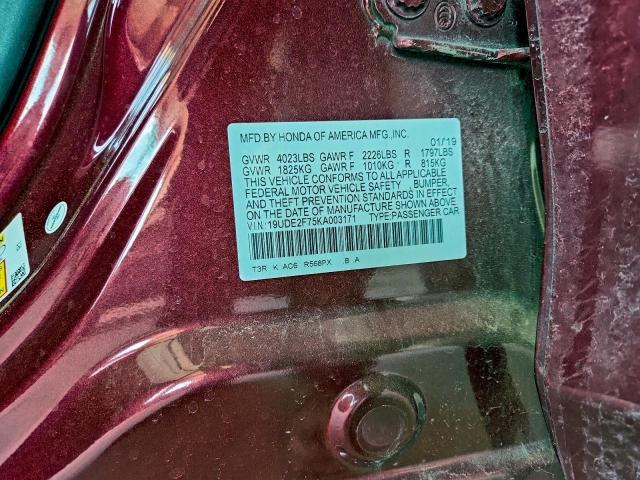 MFD.BY HONDA OF AMERICA MFG.,INC.
01/19
GVWR 4023LBS GAWR F 2226LBS R 1797LBS
GVWR 1825KG GAWR F 1010KG R 815KG
THIS VEHICLE CONFORMS TO ALL APPLICABLE
FEDERAL MOTOR VEHICLE SAFETY , BUMPER,
AND THEFT PREVENTION STANDARDS IN EFFECT
ON THE DATE OF MANUFACTURE SHOWN ABOVE.
V.I.N: 19UDE2F75KA003171 TYPE:PASSENGER CAR
T3R K AC6 R568PX .B .A